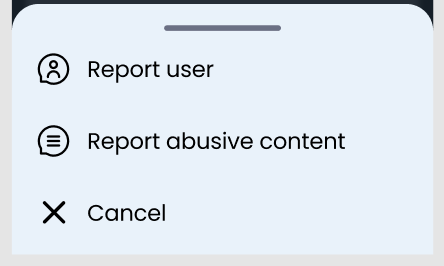 Report user
Report abusive content
Cancel